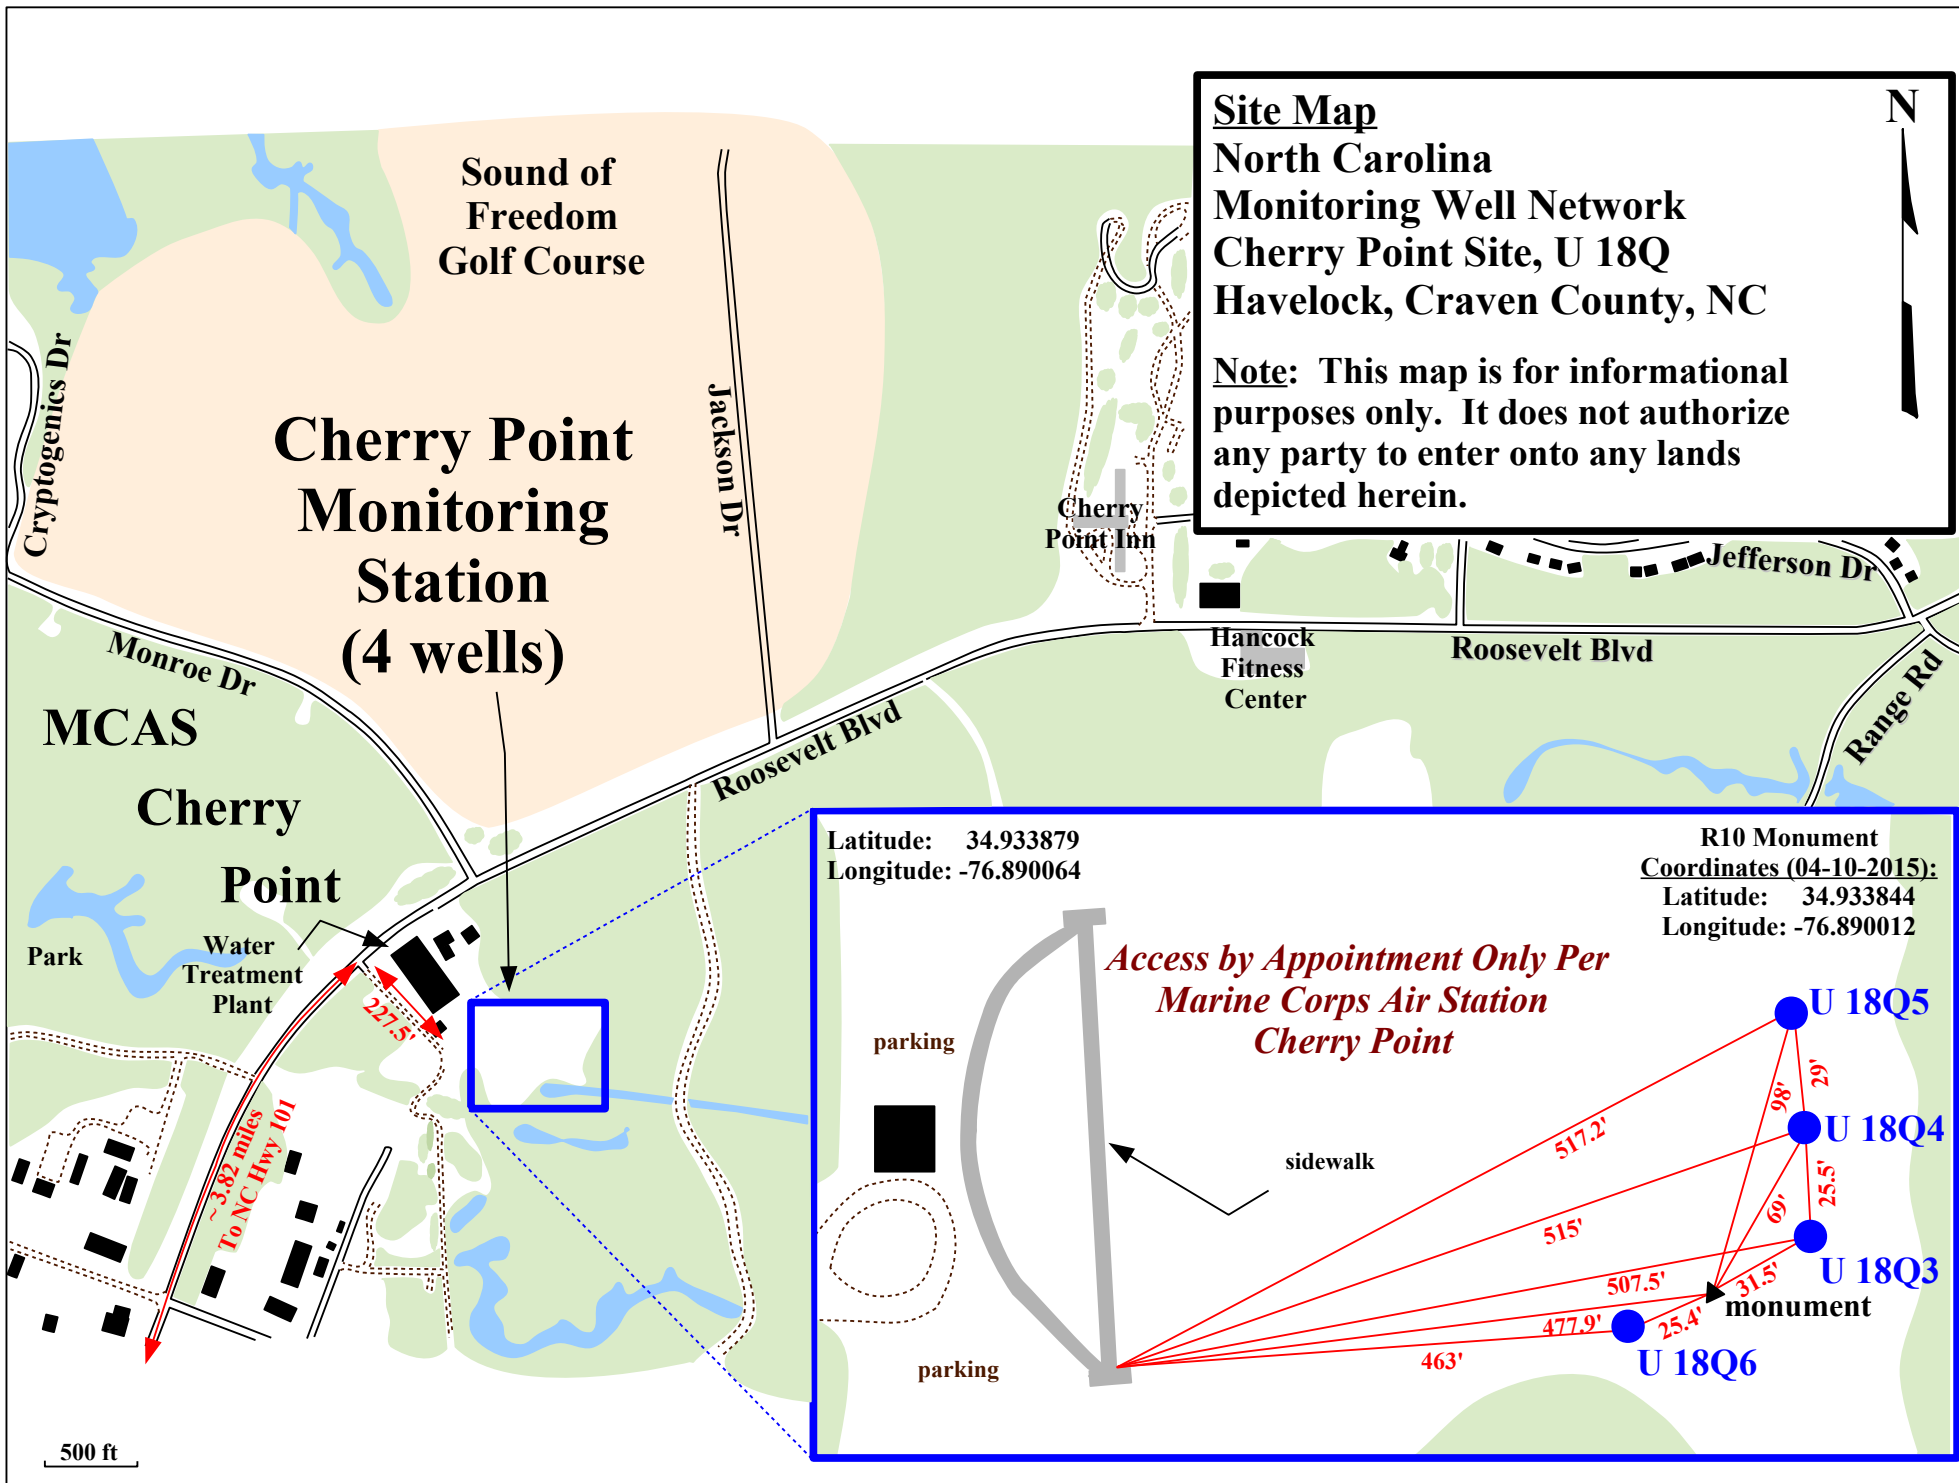 Site Map
North Carolina
Monitoring Well Network
Cherry Point Site, U 18Q
Havelock, Craven County, NC
Note: This map is for informational
purposes only. It does not authorize
any party to enter onto any lands
depicted herein.
N
Sound of
Freedom
Golf Course
Cryptogenics Dr
Jackson Dr
Cherry Point
Monitoring
Station
(4 wells)
Cherry
Point Inn
Jefferson Dr
Monroe Dr
Hancock
Fitness
Center
Roosevelt Blvd
Range Rd
MCAS
Cherry
Point
Roosevelt Blvd
Water
Treatment
Plant
Park
227.5'
~ 3.82 miles
To NC Hwy 101
500 ft
Latitude: 34.933879
Longitude: -76.890064
R10 Monument
Coordinates (04-10-2015):
Latitude: 34.933844
Longitude: -76.890012
Access by Appointment Only Per
Marine Corps Air Station
Cherry Point
parking
sidewalk
parking
U 18Q5
29'
98'
U 18Q4
517.2'
25.5'
69'
515'
U 18Q3
507.5'
31.5'
monument
477.9'
25.4'
463'
U 18Q6